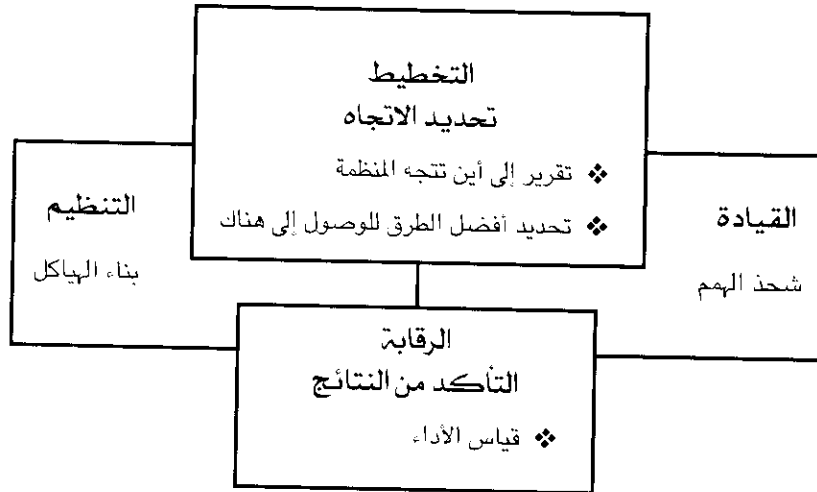 التخطيط
تحديد الاتجاه
❖ تقرير إلى أين تتجه المنظمة
❖ تحديد أفضل الطرق للوصول إلى هناك
القيادة
شحذ الهمم
التنظيم
بناء الهياكل
الرقابة
التأكد من النتائج
❖ قياس الأداء